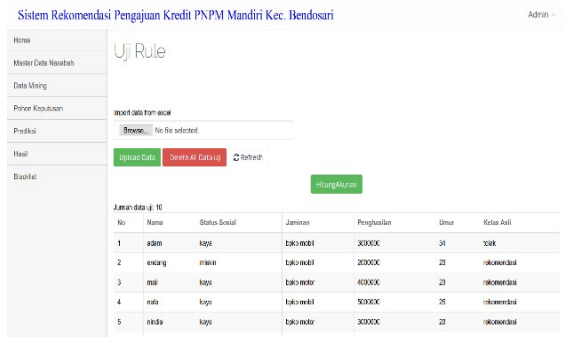 Sistem Rekomendasi Pengajuan Kredit PNPM Mandiri Kec. Bendosari
Admin
Home
Master Data Nasabah
Data Mining
Pohon Keputusan
Prediksi
Hasil
Blacklist
Uji Rule
Import data from excel
Browse... No file selected.
Upload Data Delete All Data uji Refresh
HitungAkurasi
Jumlah data uji: 10
No Nama Status Sosial Jaminan Penghasilan Umur Kelas Asli
1 adam kaya bpkb mobil 3000000 34 tolak
2 endang miskin bpkb mobil 2000000 23 rekomendasi
3 mail kaya bpkb motor 4000000 23 rekomendasi
4 nafa kaya bpkb mobil 5000000 25 rekomendasi
5 nindia kaya bpkb motor 3000000 23 rekomendasi